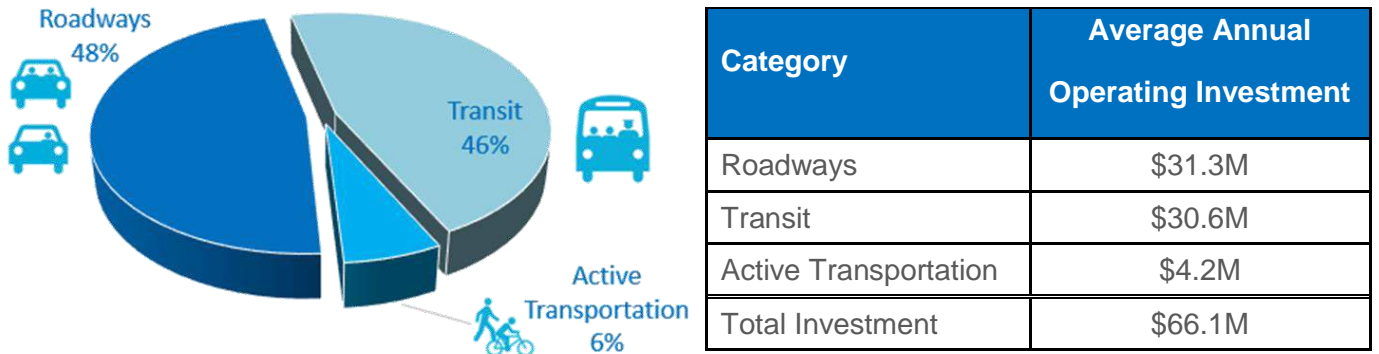 Roadways
48%
Transit
46%
Active
Transportation
6%
Category
Average Annual
Operating Investment
Roadways
$31.3M
Transit
$30.6M
Active Transportation
$4.2M
Total Investment
$66.1M